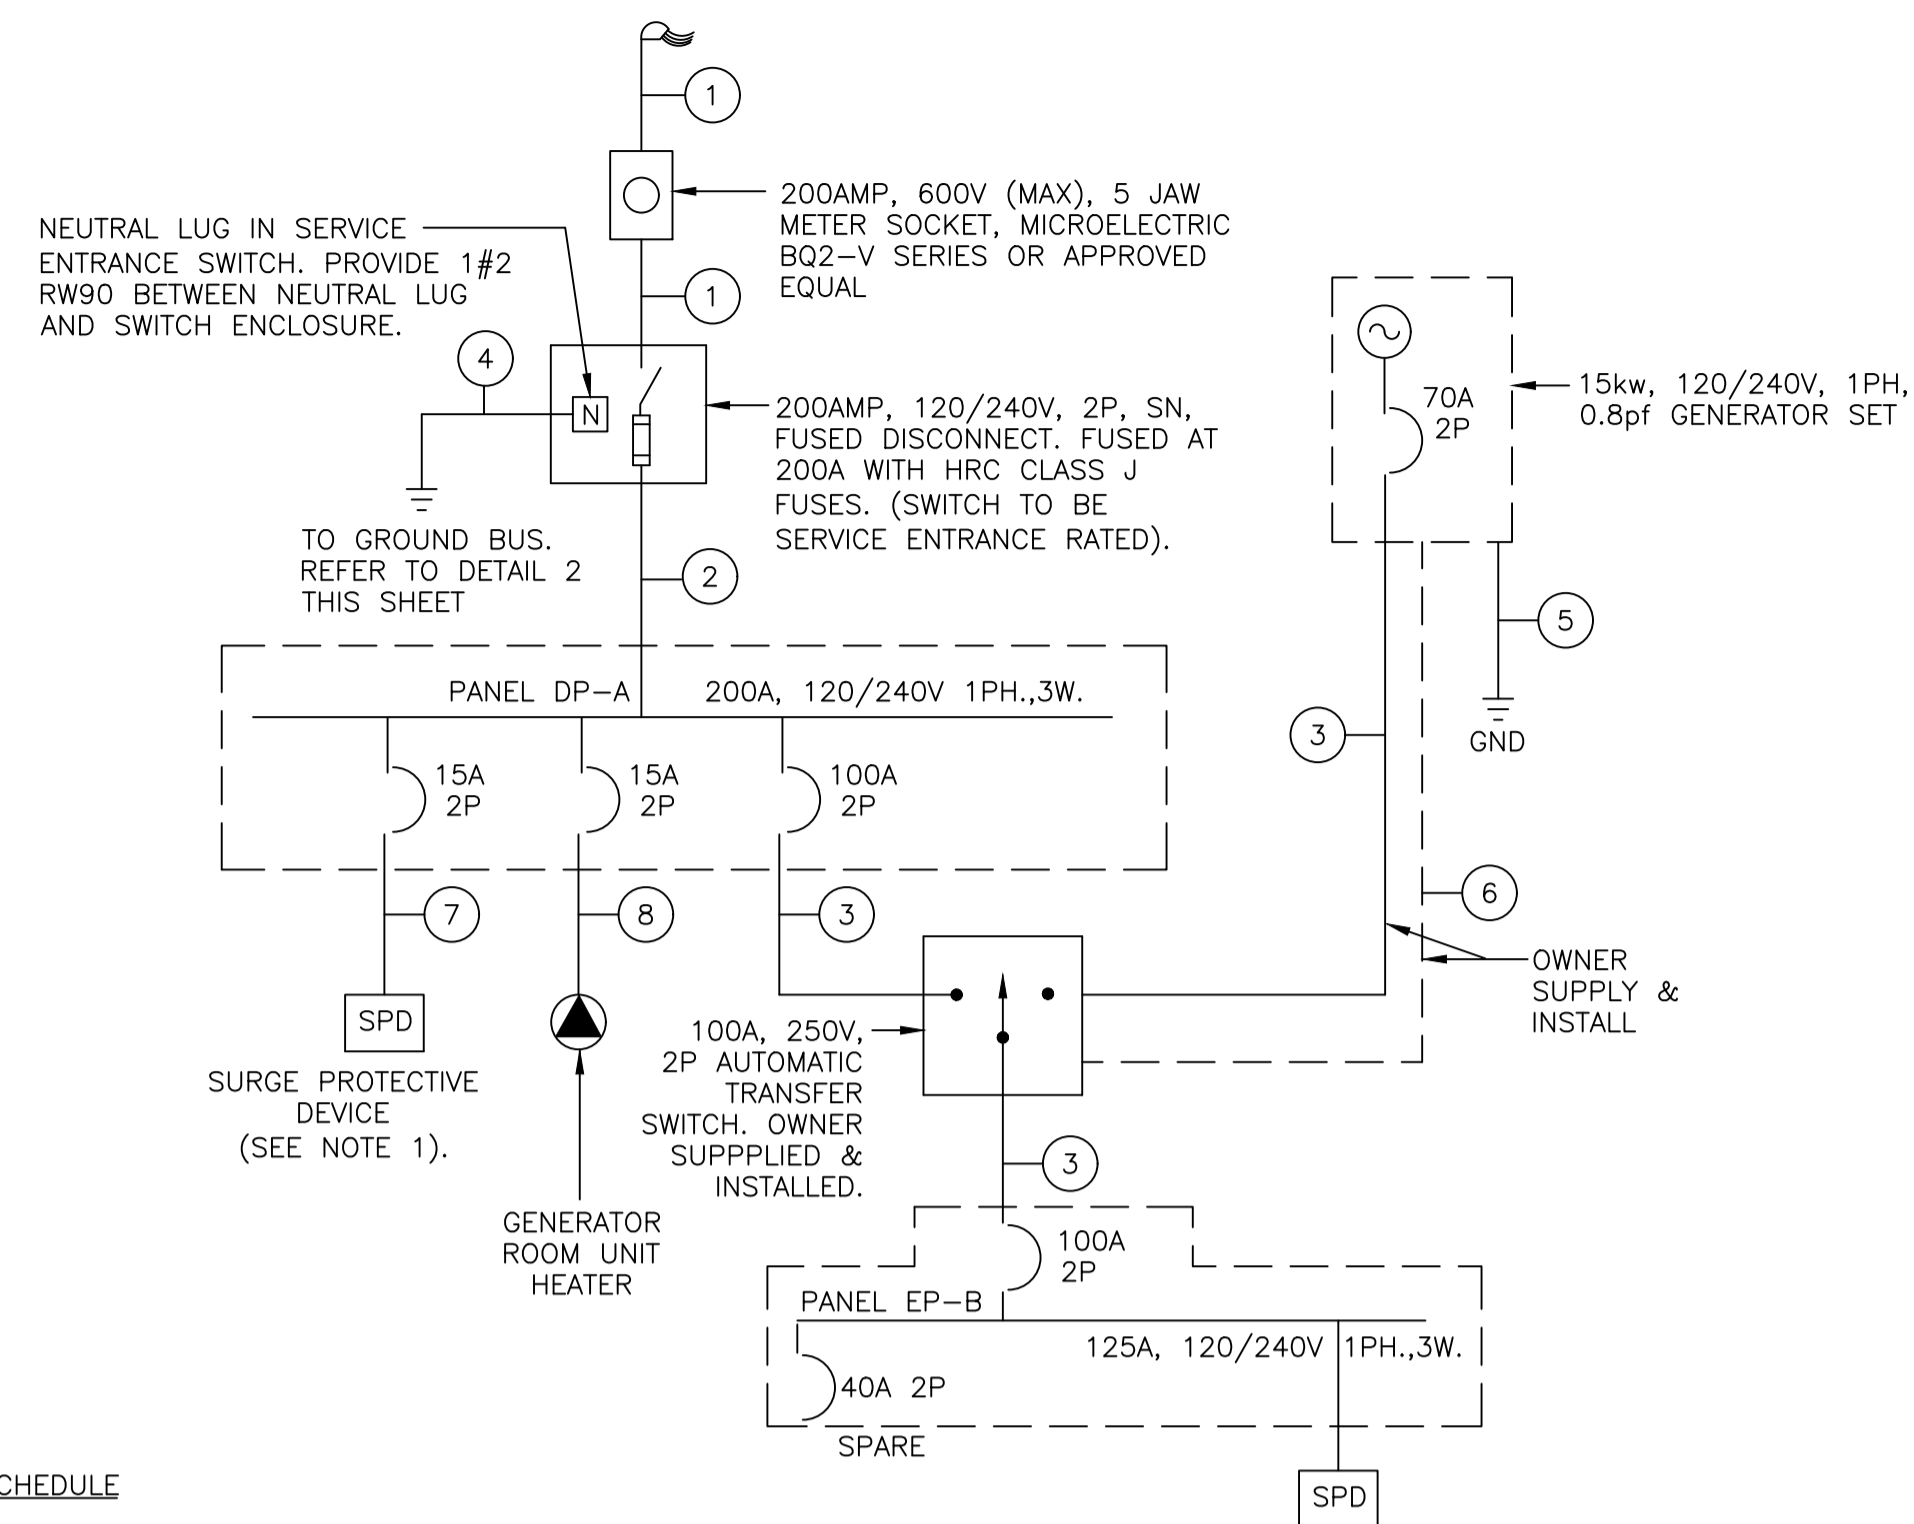 1
200AMP, 600V (MAX), 5 JAW
METER SOCKET, MICROELECTRIC
BQ2-V SERIES OR APPROVED
EQUAL
NEUTRAL LUG IN SERVICE
ENTRANCE SWITCH. PROVIDE 1#2
RW90 BETWEEN NEUTRAL LUG
AND SWITCH ENCLOSURE.
1
4
N
200AMP, 120/240V, 2P, SN,
FUSED DISCONNECT. FUSED AT
200A WITH HRC CLASS J
FUSES. (SWITCH TO BE
SERVICE ENTRANCE RATED).
70A
2P
15kw, 120/240V, 1PH,
0.8pf GENERATOR SET
TO GROUND BUS.
REFER TO DETAIL 2
THIS SHEET
2
5
GND
3
PANEL DP-A
200A, 120/240V 1PH.,3W.
15A
2P
15A
2P
100A
2P
7
8
3
6
OWNER
SUPPLY &
INSTALL
SPD
SURGE PROTECTIVE
DEVICE
(SEE NOTE 1).
GENERATOR
ROOM UNIT
HEATER
100A, 250V,
2P AUTOMATIC
TRANSFER
SWITCH. OWNER
SUPPPLIED &
INSTALLED.
3
100A
2P
PANEL EP-B
125A, 120/240V 1PH.,3W.
40A 2P
SPARE
SPD
CHEDULE